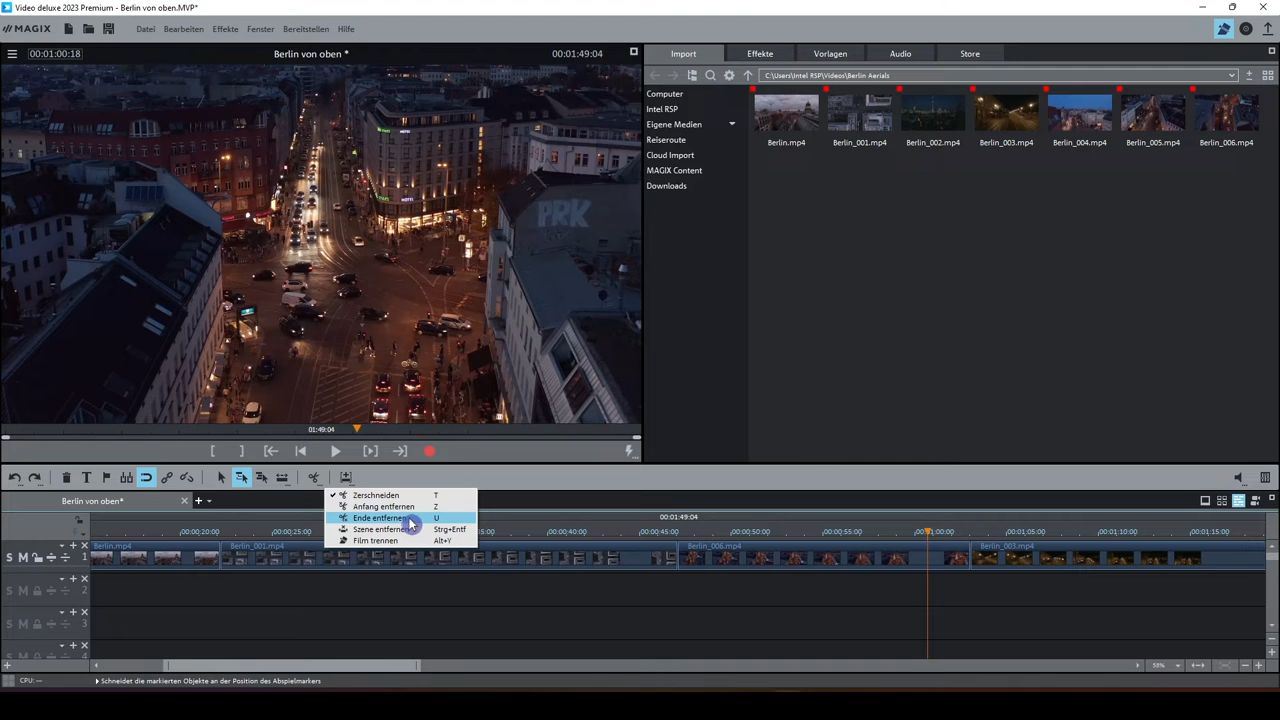 Video deluxe 2023 Premium - Berlin von oben.MVP*
MAGIX
Datei Bearbeiten Effekte Fenster Bereitstellen Hilfe
00:01:00:18
Berlin von oben *
00:01:49:04
Import Effekte Vorlagen Audio Store
C:\Users\Intel RSP\Videos\Berlin Aerials
Computer
Intel RSP
Eigene Medien
Reiseroute
Cloud Import
MAGIX Content
Downloads
Berlin.mp4 Berlin_001.mp4 Berlin_002.mp4 Berlin_003.mp4 Berlin_004.mp4 Berlin_005.mp4 Berlin_006.mp4
HOTEL
PRK
01:49:04
Berlin von oben*
Zerschneiden T
Anfang entfernen Z
Ende entfernen U
Szene entfernen Strg+Entf
Film trennen Alt+Y
00:01:49:04
00:00:20:00 00:00:25:00 00:00:45:00 00:00:50:00 00:00:55:00 00:01:00:00 00:01:05:00 00:01:10:00 00:01:15:00
S M 1
Berlin.mp4 Berlin_001.mp4 Berlin_006.mp4 Berlin_003.mp4
S M 2
S M 3
S M 4
50%
CPU: —
Schneidet die markierten Objekte an der Position des Abspielmarkers